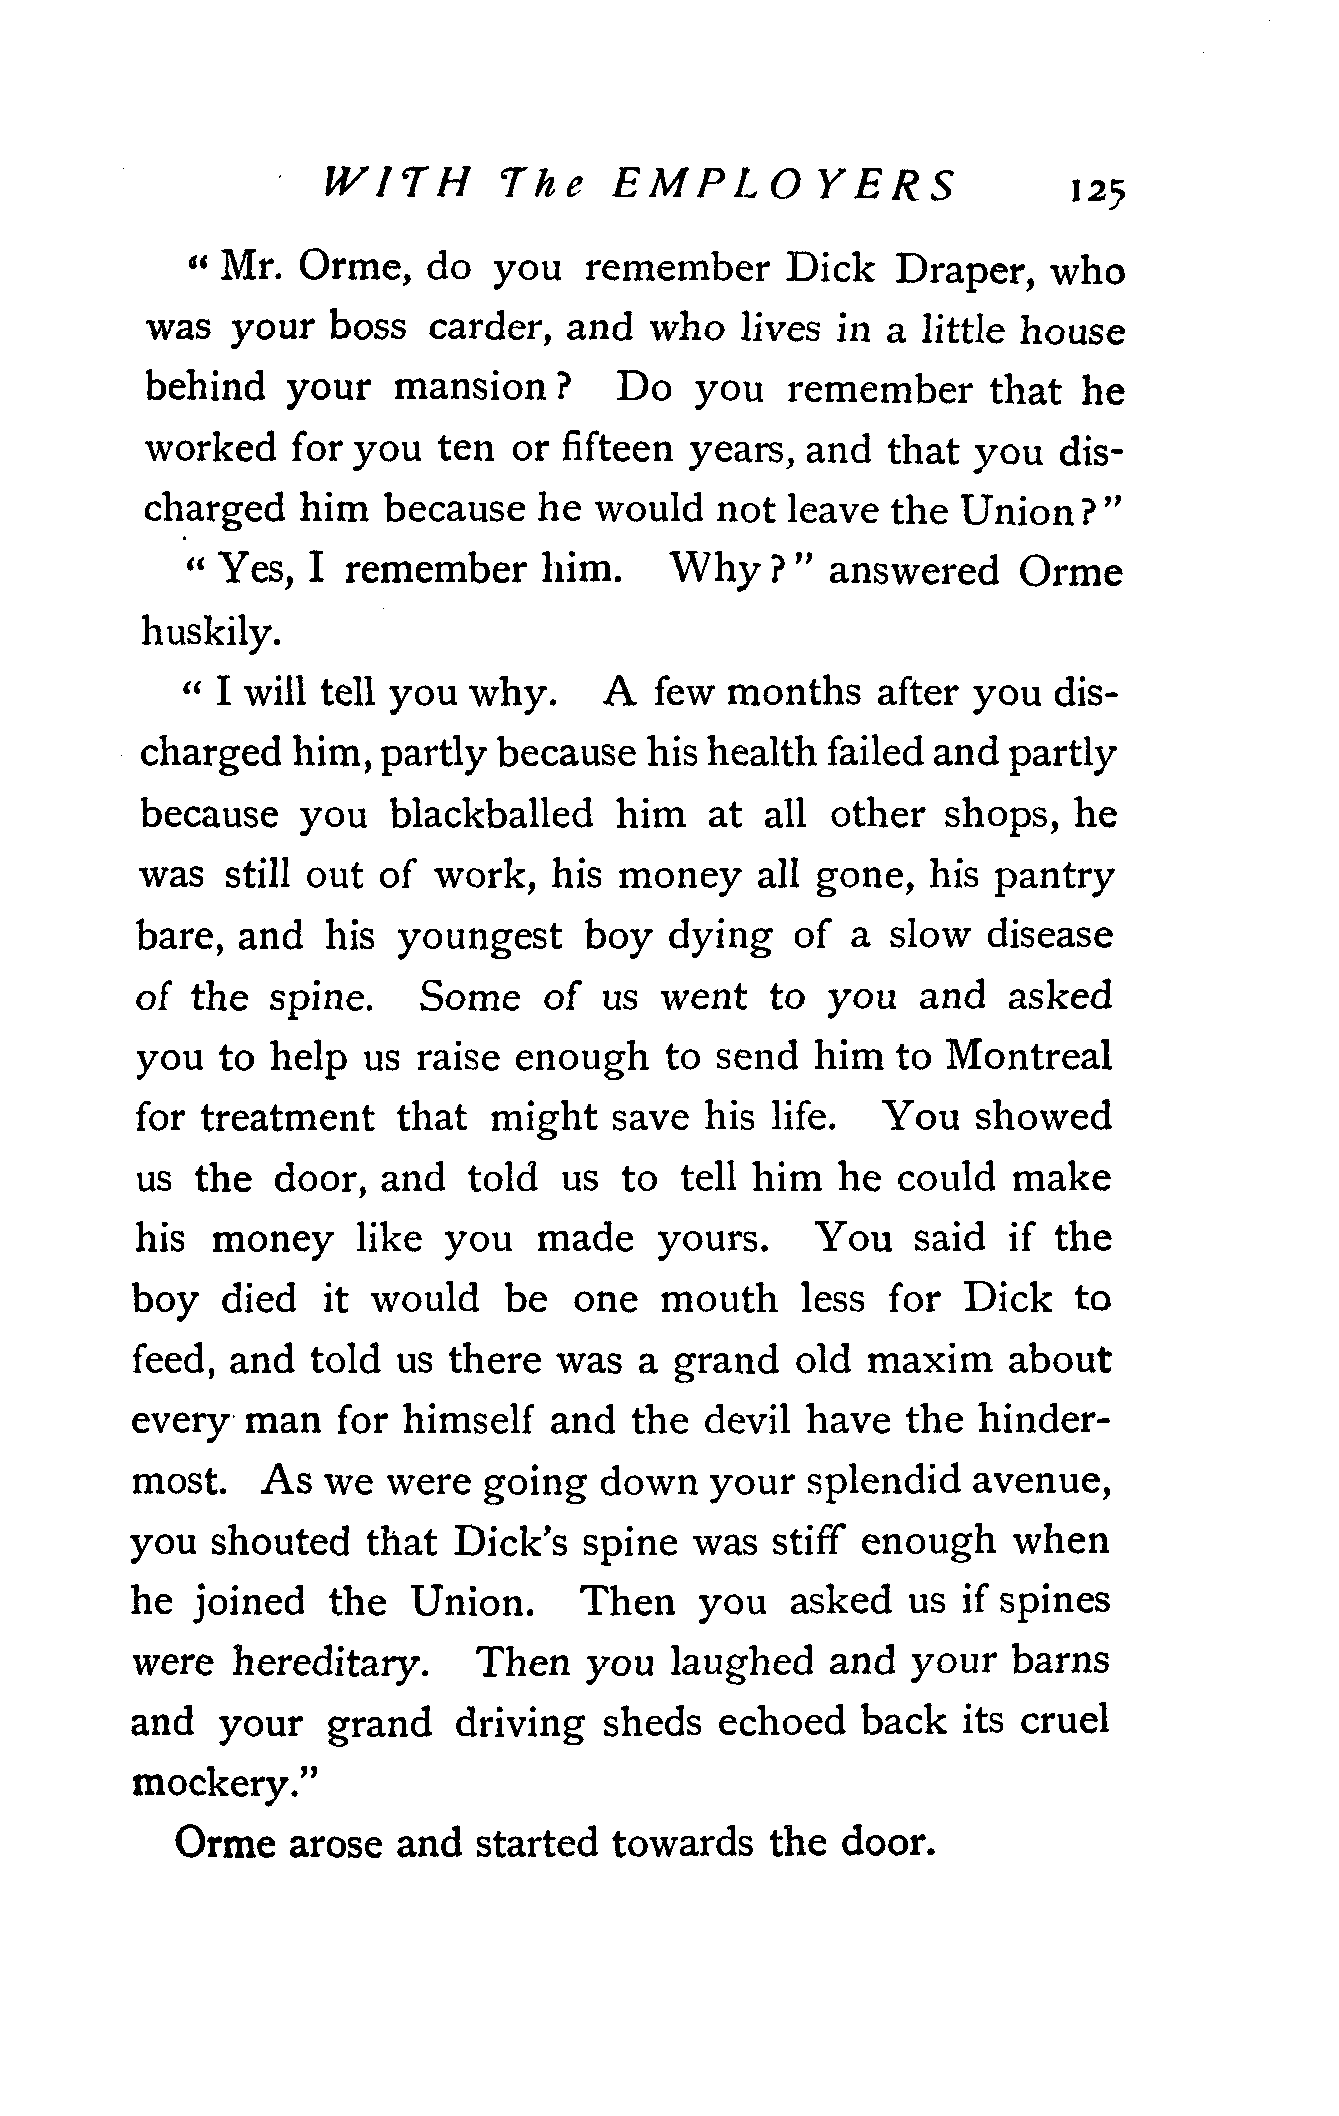 WITH The EMPLOYERS 125
" Mr. Orme, do you remember Dick Draper, who
was your boss carder, and who lives in a little house
behind your mansion ? Do you remember that he
worked for you ten or fifteen years, and that you dis-
charged him because he would not leave the Union ? "
" Yes, I remember him. Why ? " answered Orme
huskily.
" I will tell you why. A few months after you dis-
charged him, partly because his health failed and partly
because you blackballed him at all other shops, he
was still out of work, his money all gone, his pantry
bare, and his youngest boy dying of a slow disease
of the spine. Some of us went to you and asked
you to help us raise enough to send him to Montreal
for treatment that might save his life. You showed
us the door, and told us to tell him he could make
his money like you made yours. You said if the
boy died it would be one mouth less for Dick to
feed, and told us there was a grand old maxim about
every man for himself and the devil have the hinder-
most. As we were going down your splendid avenue,
you shouted that Dick's spine was stiff enough when
he joined the Union. Then you asked us if spines
were hereditary. Then you laughed and your barns
and your grand driving sheds echoed back its cruel
mockery."
Orme arose and started towards the door.